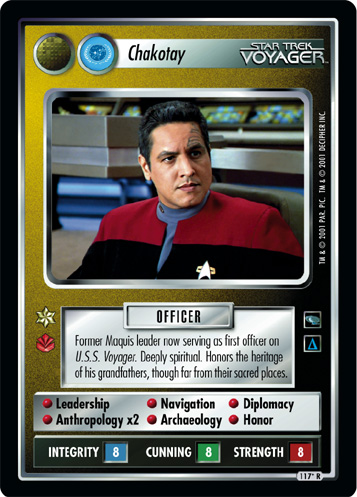 Chakotay
STAR TREK
VOYAGER
TM & © 2001 PAR. PIC. TM & © 2001 DECIPHER INC.
OFFICER
Former Maquis leader now serving as first officer on
U.S.S. Voyager. Deeply spiritual. Honors the heritage
of his grandfathers, though far from their sacred places.
Leadership Navigation Diplomacy
Anthropology x2 Archaeology Honor
INTEGRITY 8 CUNNING 8 STRENGTH 8
117* R